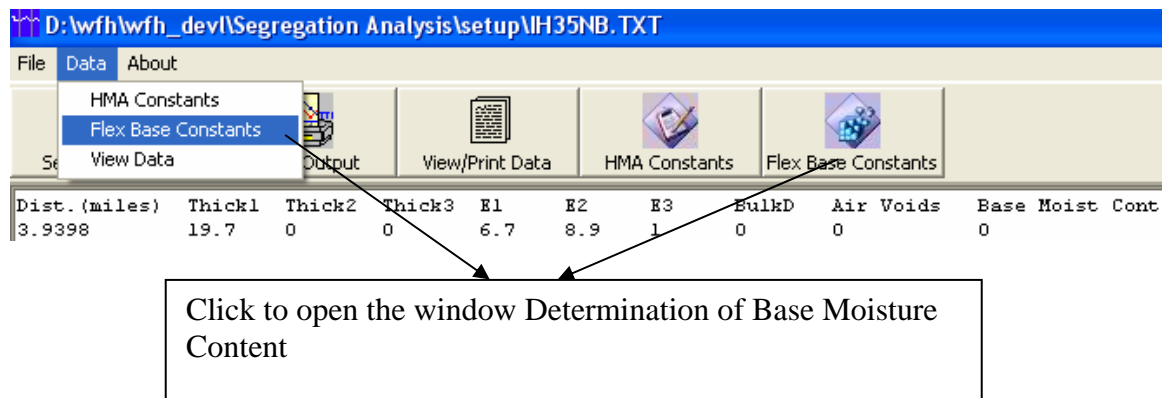 D:\wfh\wfh_devl\Segregation Analysis\setup\IH35NB.TXT
File Data About
HMA Constants
Flex Base Constants
View Data
Se
Output
View/Print Data
HMA Constants
Flex Base Constants
Dist.(miles) Thick1 Thick2 Thick3 E1 E2 E3 BulkD Air Voids Base Moist Cont
3.9398 19.7 0 0 6.7 8.9 1 0 0 0
Click to open the window Determination of Base Moisture
Content